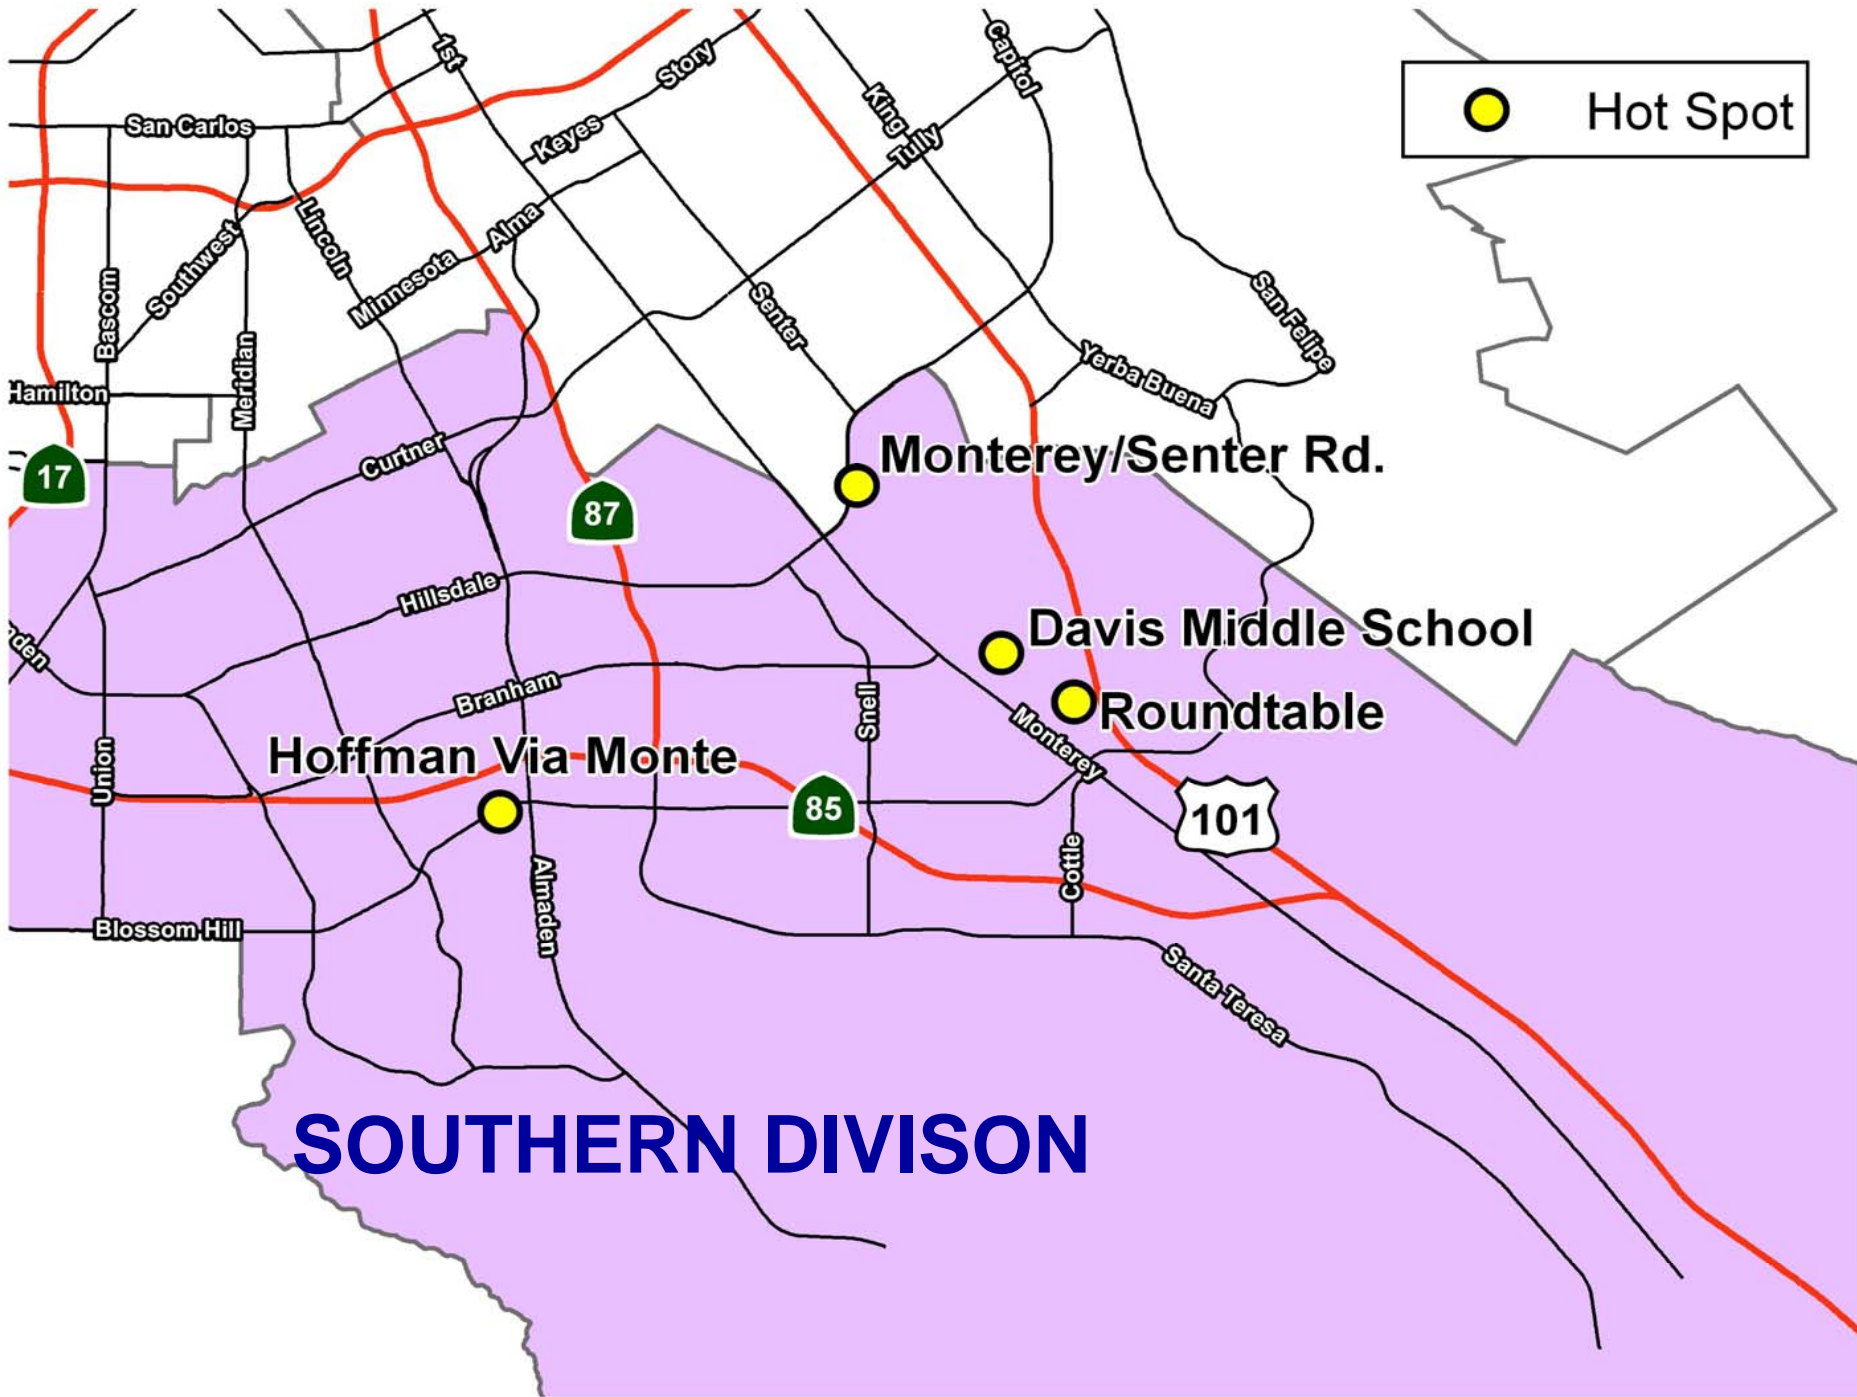 1st
Story
Capitol
King
Hot Spot
San Carlos
Keyes
Tully
Lincoln
Southwest
Alma
Minnesota
Bascom
Senter
San Felipe
Meridian
Yerba Buena
Hamilton
Curtner
Monterey/Senter Rd.
17
87
Hillsdale
Davis Middle School
den
Branham
Snell
Roundtable
Monterey
Hoffman Via Monte
Union
85
101
Cottle
Almaden
Blossom Hill
Santa Teresa
SOUTHERN DIVISON